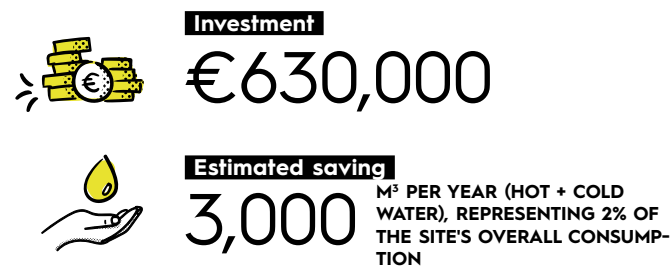 Investment
€
€630,000
Estimated saving
3,000
M³ PER YEAR (HOT + COLD
WATER), REPRESENTING 2% OF
THE SITE'S OVERALL CONSUMP-
TION